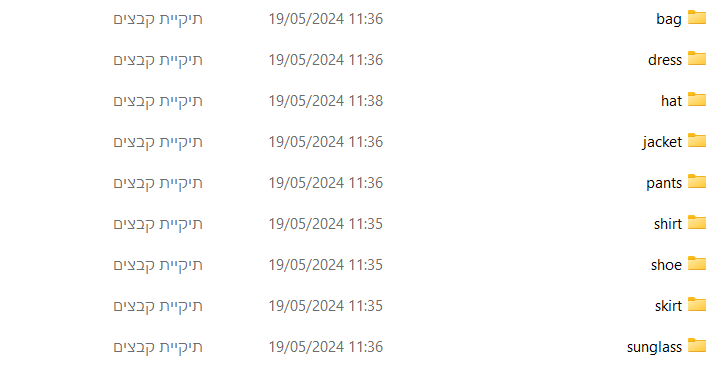 bag 19/05/2024 11:36 תיקיית קבצים
dress 19/05/2024 11:36 תיקיית קבצים
hat 19/05/2024 11:38 תיקיית קבצים
jacket 19/05/2024 11:36 תיקיית קבצים
pants 19/05/2024 11:36 תיקיית קבצים
shirt 19/05/2024 11:35 תיקיית קבצים
shoe 19/05/2024 11:35 תיקיית קבצים
skirt 19/05/2024 11:35 תיקיית קבצים
sunglass 19/05/2024 11:36 תיקיית קבצים